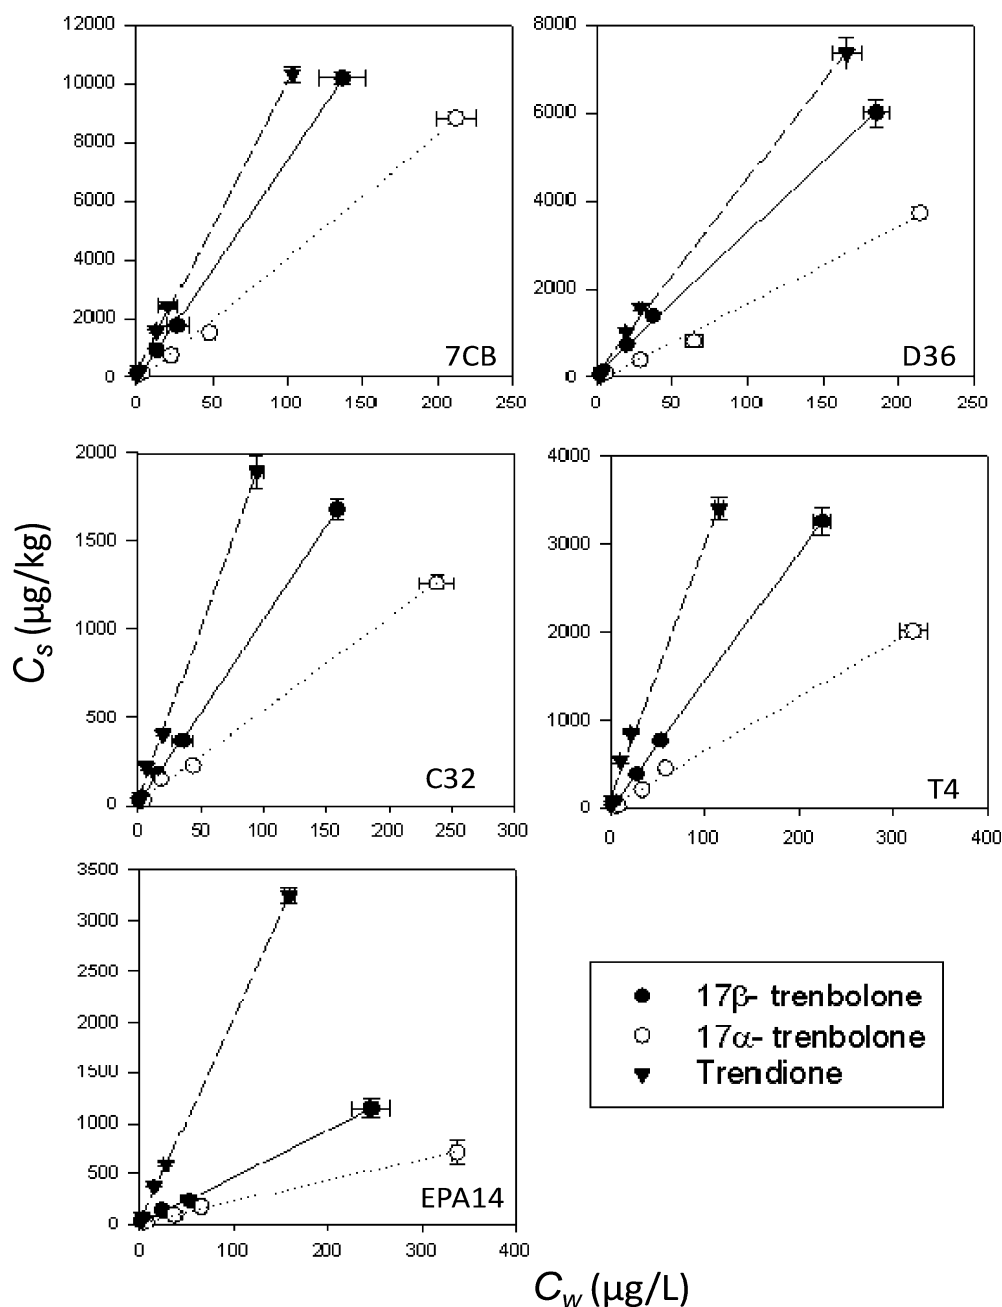 12000
10000
8000
6000
4000
2000
0
0 50 100 150 200 250
7CB
8000
6000
4000
2000
0
0 50 100 150 200 250
D36
2000
1500
1000
500
0
0 50 100 150 200 250 300
C32
4000
3000
2000
1000
0
0 100 200 300 400
T4
3500
3000
2500
2000
1500
1000
500
0
0 100 200 300 400
EPA14
Cs (µg/kg)
Cw (µg/L)
17β- trenbolone
17α- trenbolone
Trendione